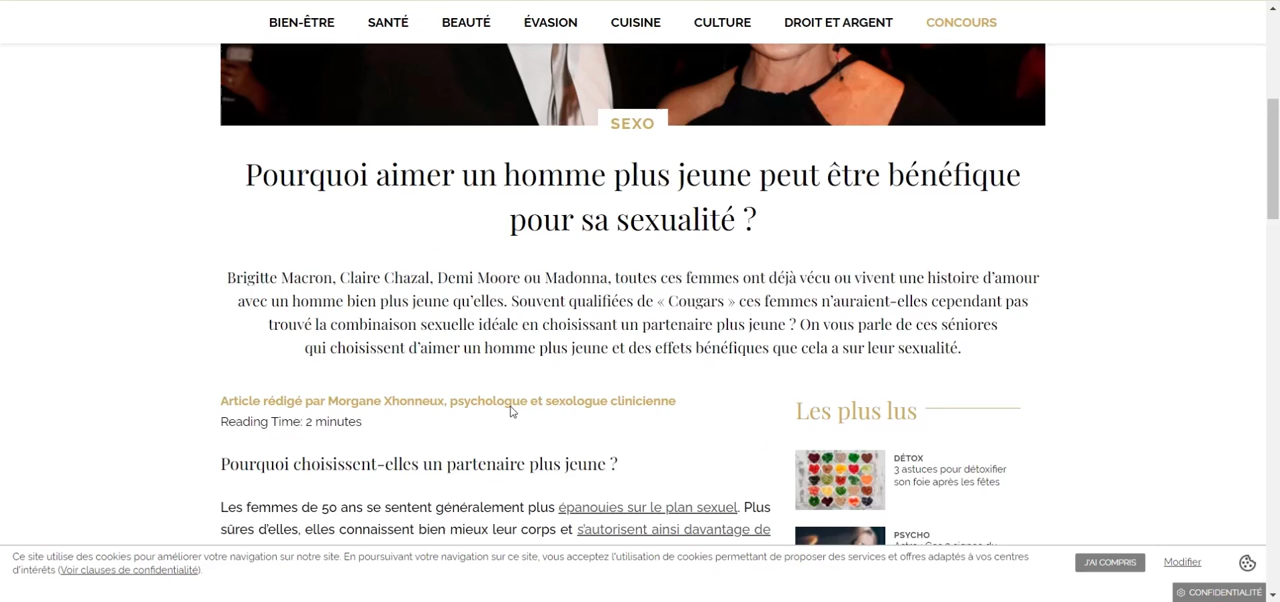 BIEN-ÊTRE SANTÉ BEAUTÉ ÉVASION CUISINE CULTURE DROIT ET ARGENT CONCOURS
SEXO
Pourquoi aimer un homme plus jeune peut être bénéfique
pour sa sexualité ?
Brigitte Macron, Claire Chazal, Demi Moore ou Madonna, toutes ces femmes ont déjà vécu ou vivent une histoire d’amour
avec un homme bien plus jeune qu’elles. Souvent qualifiées de « Cougars » ces femmes n’auraient-elles cependant pas
trouvé la combinaison sexuelle idéale en choisissant un partenaire plus jeune ? On vous parle de ces séniores
qui choisissent d’aimer un homme plus jeune et des effets bénéfiques que cela a sur leur sexualité.
Article rédigé par Morgane Xhonneux, psychologue et sexologue clinicienne
Reading Time: 2 minutes
Pourquoi choisissent-elles un partenaire plus jeune ?
Les femmes de 50 ans se sentent généralement plus épanouies sur le plan sexuel. Plus
sûres d’elles, elles connaissent bien mieux leur corps et s’autorisent ainsi davantage de
Les plus lus
DÉTOX
3 astuces pour détoxifier
son foie après les fêtes
PSYCHO
Ce site utilise des cookies pour améliorer votre navigation sur notre site. En poursuivant votre navigation sur ce site, vous acceptez l’utilisation de cookies permettant de proposer des services et offres adaptés à vos centres
d’intérêts (Voir clauses de confidentialité).
J'AI COMPRIS
Modifier
CONFIDENTIALITÉ